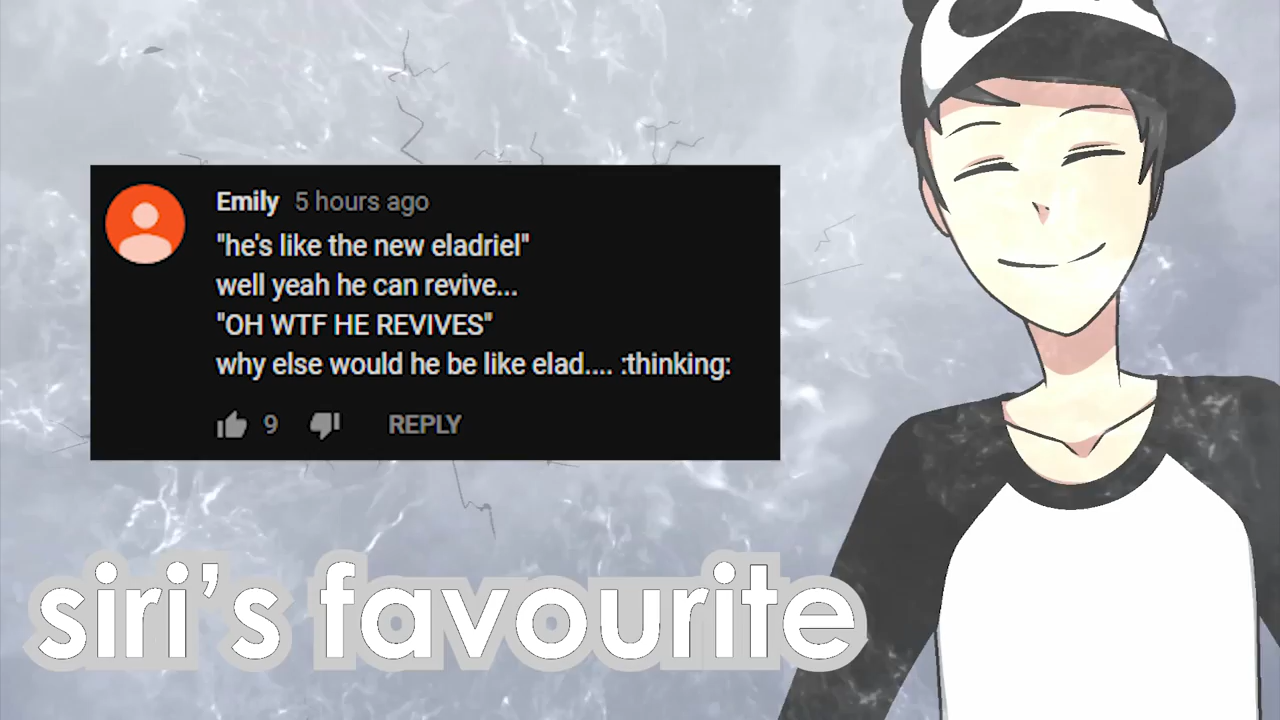 Emily 5 hours ago
"he's like the new eladriel"
well yeah he can revive...
"OH WTF HE REVIVES"
why else would he be like elad.... :thinking:
9 REPLY
siri's favourite